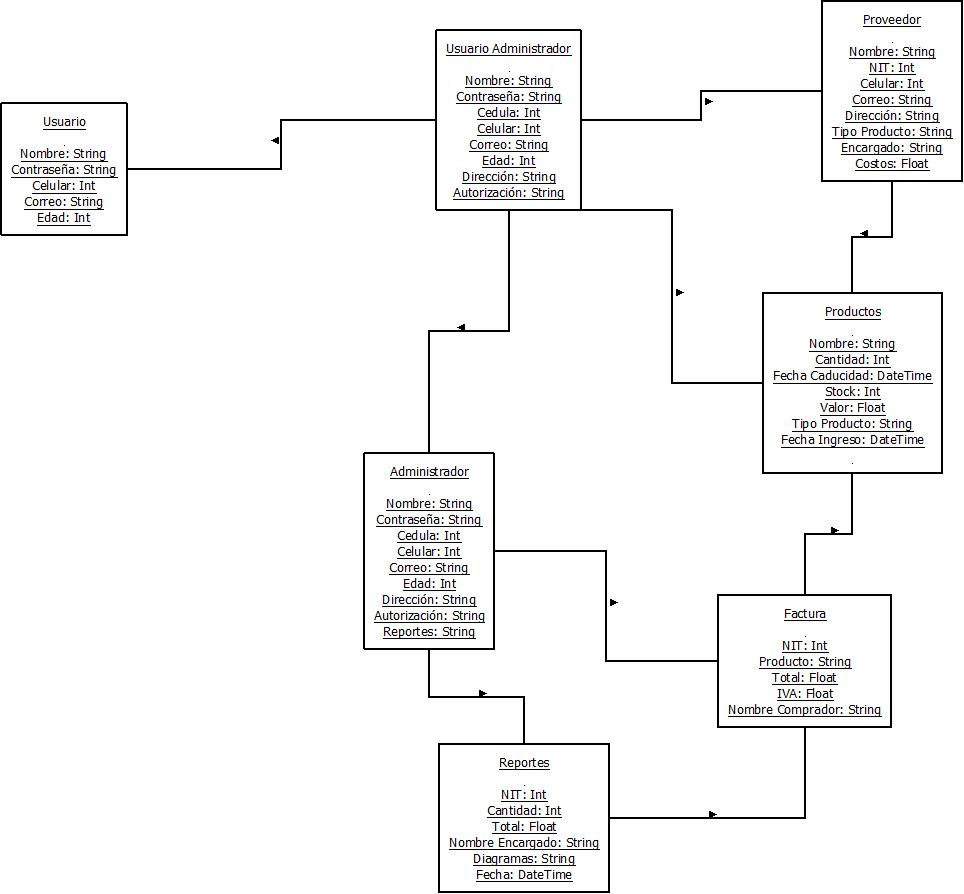 Proveedor
.
Nombre: String
NIT: Int
Celular: Int
Correo: String
Dirección: String
Tipo Producto: String
Encargado: String
Costos: Float
Usuario Administrador
.
Nombre: String
Contraseña: String
Cedula: Int
Celular: Int
Correo: String
Edad: Int
Dirección: String
Autorización: String
Usuario
.
Nombre: String
Contraseña: String
Celular: Int
Correo: String
Edad: Int
Productos
.
Nombre: String
Cantidad: Int
Fecha Caducidad: DateTime
Stock: Int
Valor: Float
Tipo Producto: String
Fecha Ingreso: DateTime
.
Administrador
.
Nombre: String
Contraseña: String
Cedula: Int
Celular: Int
Correo: String
Edad: Int
Dirección: String
Autorización: String
Reportes: String
Factura
.
NIT: Int
Producto: String
Total: Float
IVA: Float
Nombre Comprador: String
Reportes
.
NIT: Int
Cantidad: Int
Total: Float
Nombre Encargado: String
Diagramas: String
Fecha: DateTime